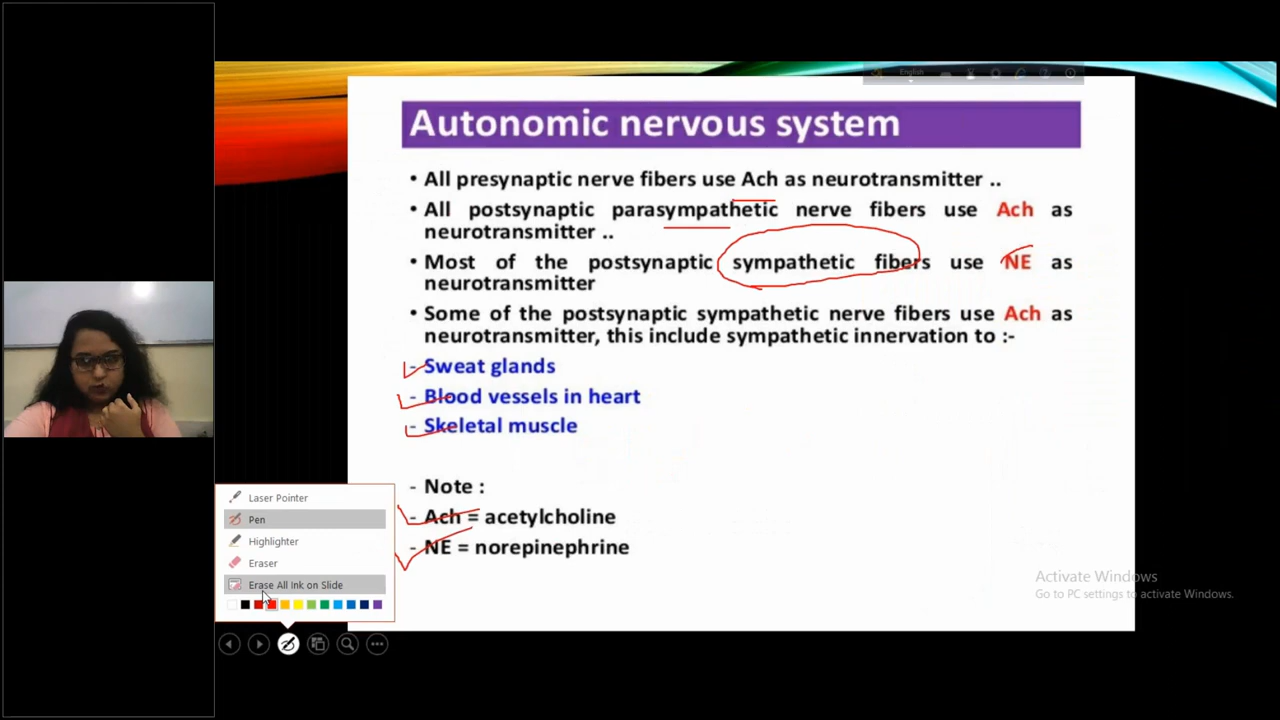 English
Autonomic nervous system
• All presynaptic nerve fibers use Ach as neurotransmitter ..
• All postsynaptic parasympathetic nerve fibers use Ach as
neurotransmitter ..
• Most of the postsynaptic sympathetic fibers use NE as
neurotransmitter
• Some of the postsynaptic sympathetic nerve fibers use Ach as
neurotransmitter, this include sympathetic innervation to :-
- Sweat glands
- Blood vessels in heart
- Skeletal muscle
- Note :
- Ach = acetylcholine
- NE = norepinephrine
Laser Pointer
Pen
Highlighter
Eraser
Erase All Ink on Slide
Activate Windows
Go to PC settings to activate Windows.